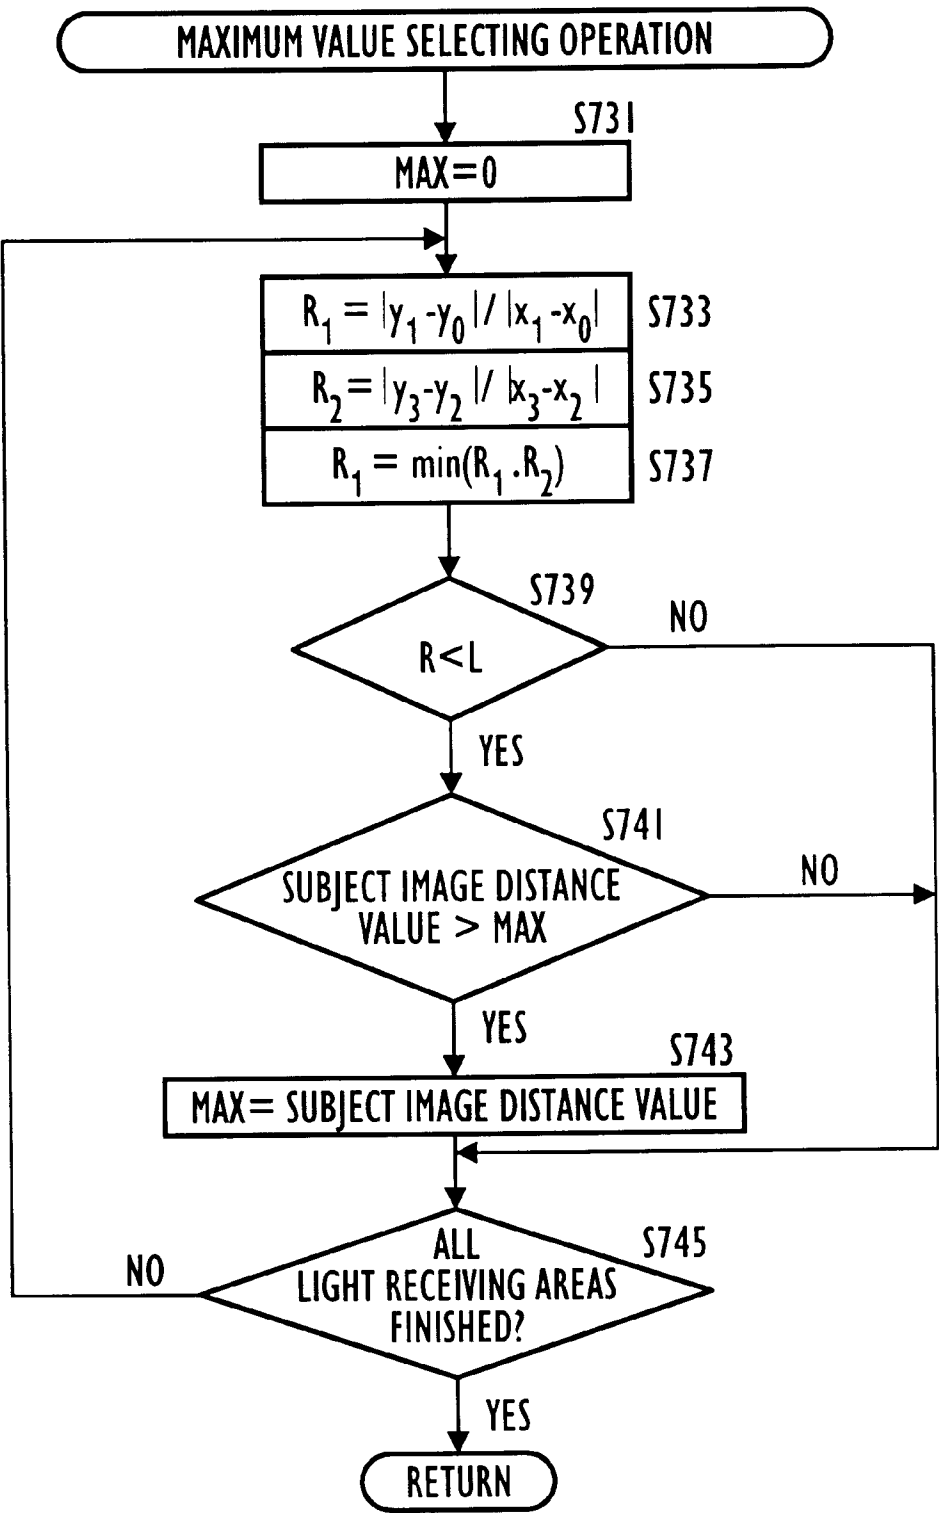 MAXIMUM VALUE SELECTING OPERATION
S731
MAX=0
R₁ = |y₁-y₀| / |x₁-x₀|
S733
R₂ = |y₃-y₂| / |x₃-x₂|
S735
R₁ = min(R₁.R₂)
S737
S739
NO
R<L
YES
S741
SUBJECT IMAGE DISTANCE
VALUE > MAX
NO
YES
S743
MAX= SUBJECT IMAGE DISTANCE VALUE
S745
NO
ALL
LIGHT RECEIVING AREAS
FINISHED?
YES
RETURN